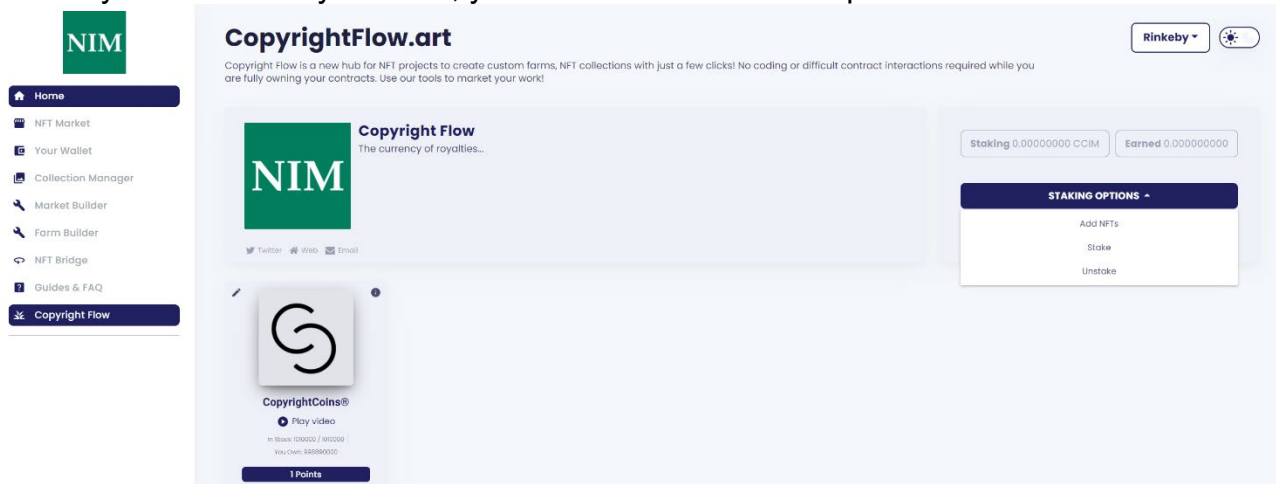 NIM
Home
NFT Market
Your Wallet
Collection Manager
Market Builder
Farm Builder
NFT Bridge
Guides & FAQ
Copyright Flow
CopyrightFlow.art
Rinkeby
Copyright Flow is a new hub for NFT projects to create custom farms, NFT collections with just a few clicks! No coding or difficult contract interactions required while you
are fully owning your contracts. Use our tools to market your work!
NIM
Copyright Flow
The currency of royalties...
Twitter Web Email
Staking 0.00000000 CCIM
Earned 0.000000000
STAKING OPTIONS
Add NFTs
Stake
Unstake
CopyrightCoins®
Play video
In Stock
You Own:
1 Points